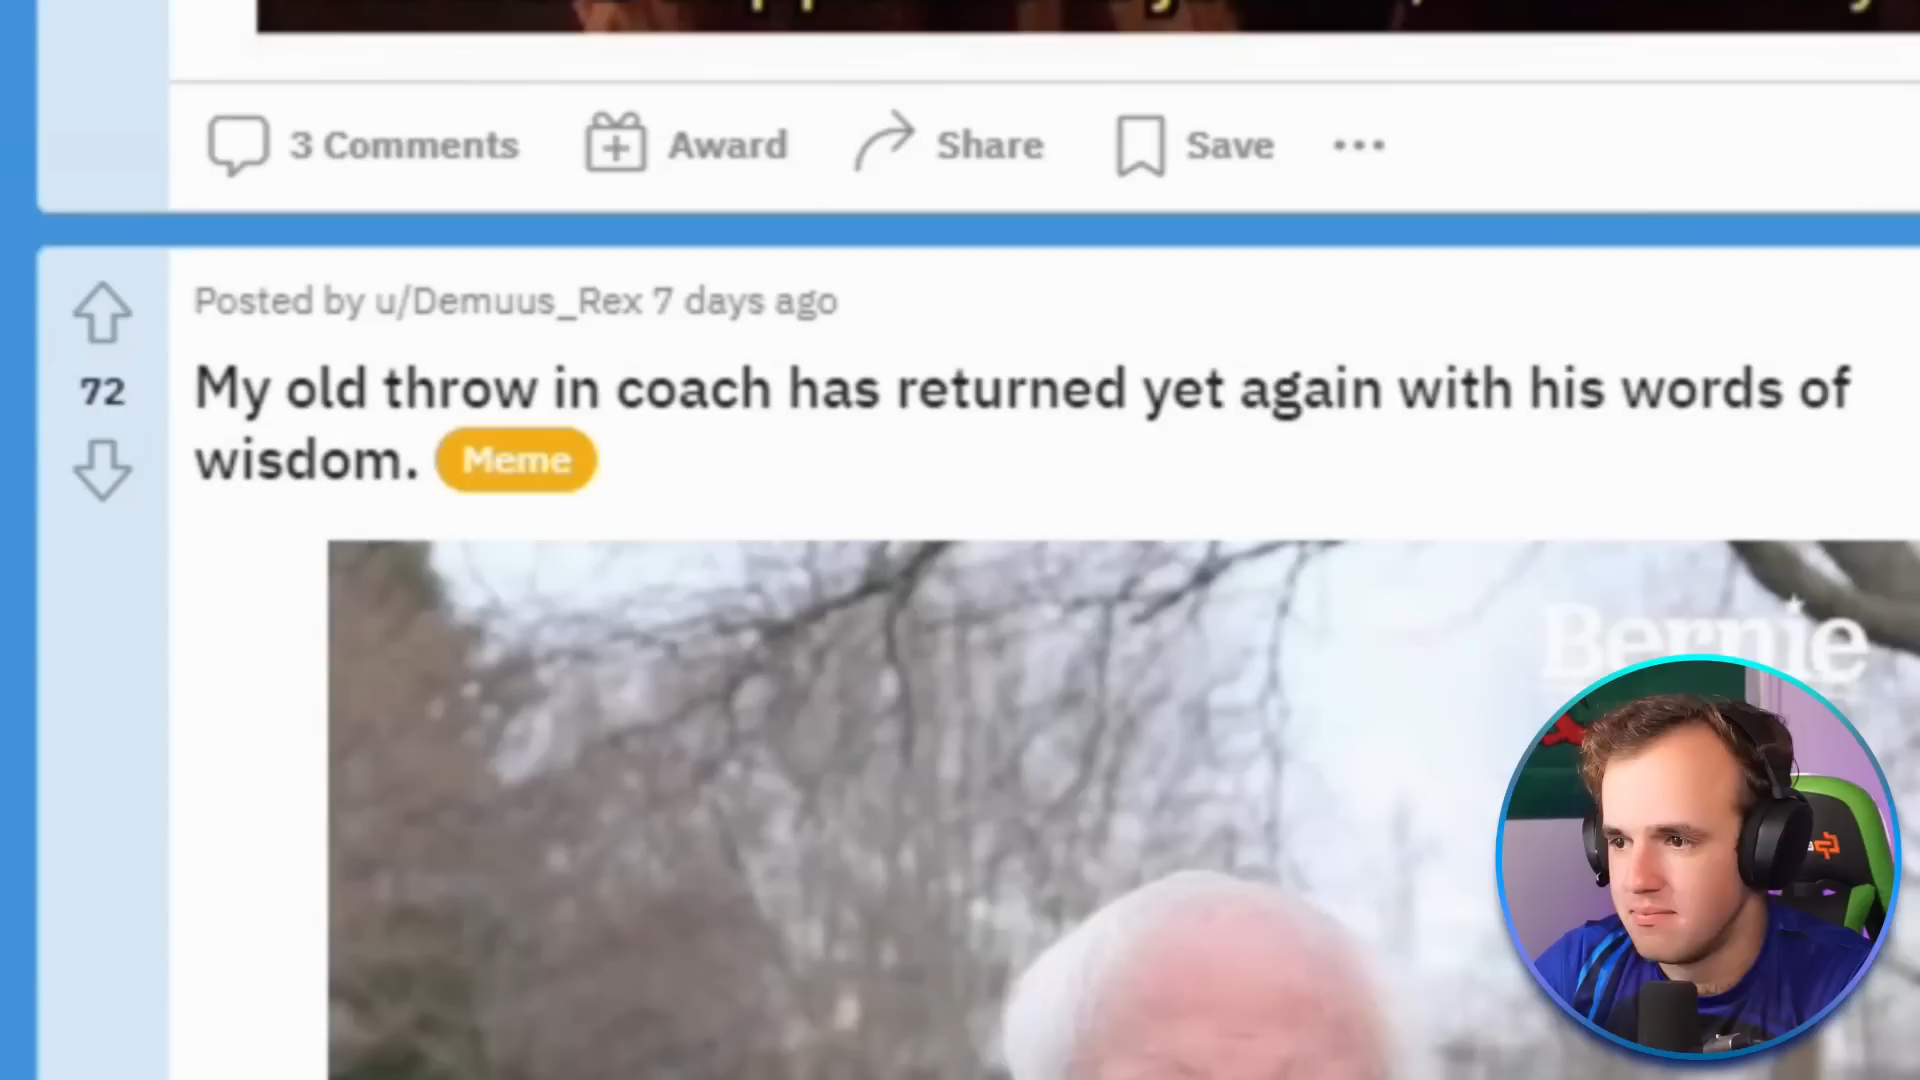 3 Comments Award Share Save
Posted by u/Demuus_Rex 7 days ago
72
My old throw in coach has returned yet again with his words of
wisdom. Meme
Bernie